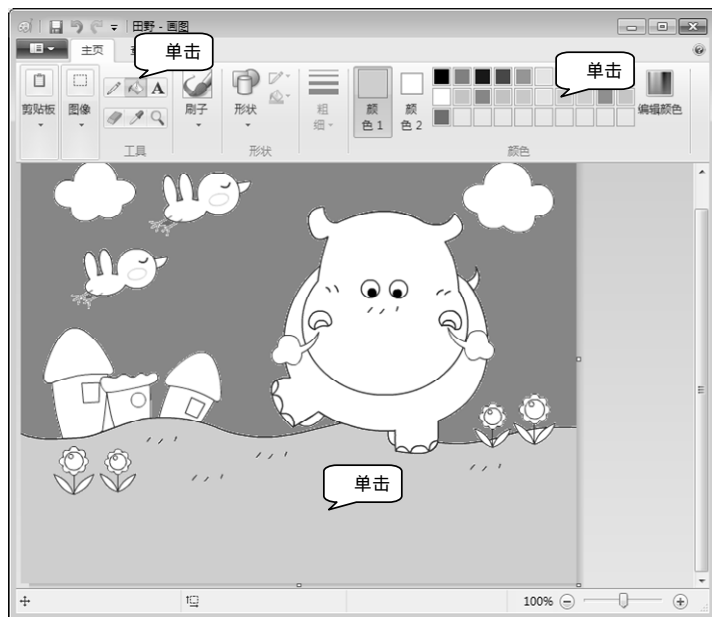 田野 - 画图
主页
单击
单击
剪贴板
图像
刷子
形状
粗
细
颜
色 1
颜
色 2
编辑颜色
工具
形状
颜色
单击
100%